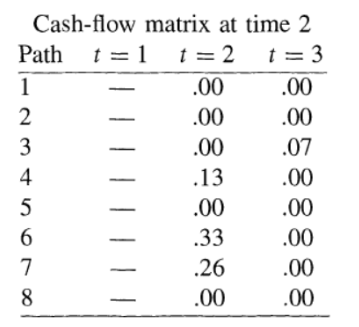 Cash-flow matrix at time 2
Path t = 1 t = 2 t = 3
1 — .00 .00
2 — .00 .00
3 — .00 .07
4 — .13 .00
5 — .00 .00
6 — .33 .00
7 — .26 .00
8 — .00 .00